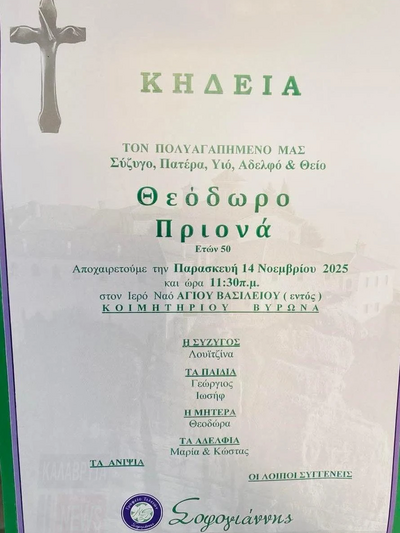 ΚΗΔΕΙΑ
ΤΟΝ ΠΟΛΥΑΓΑΠΗΜΕΝΟ ΜΑΣ
Σύζυγο, Πατέρα, Υιό, Αδελφό & Θείο
Θεόδωρο
Πριονά
Ετών 50
Αποχαιρετούμε την Παρασκευή 14 Νοεμβρίου 2025
και ώρα 11:30π.μ.
στον Ιερό Ναό ΑΓΙΟΥ ΒΑΣΙΛΕΙΟΥ ( εντός )
ΚΟΙΜΗΤΗΡΙΟΥ ΒΥΡΩΝΑ
Η ΣΥΖΥΓΟΣ
Λουϊτζίνα
ΤΑ ΠΑΙΔΙΑ
Γεώργιος
Ιωσήφ
Η ΜΗΤΕΡΑ
Θεοδώρα
ΤΑ ΑΔΕΛΦΙΑ
Μαρία & Κώστας
ΤΑ ΑΝΙΨΙΑ
ΟΙ ΛΟΙΠΟΙ ΣΥΓΓΕΝΕΙΣ
Σοφογιάννης